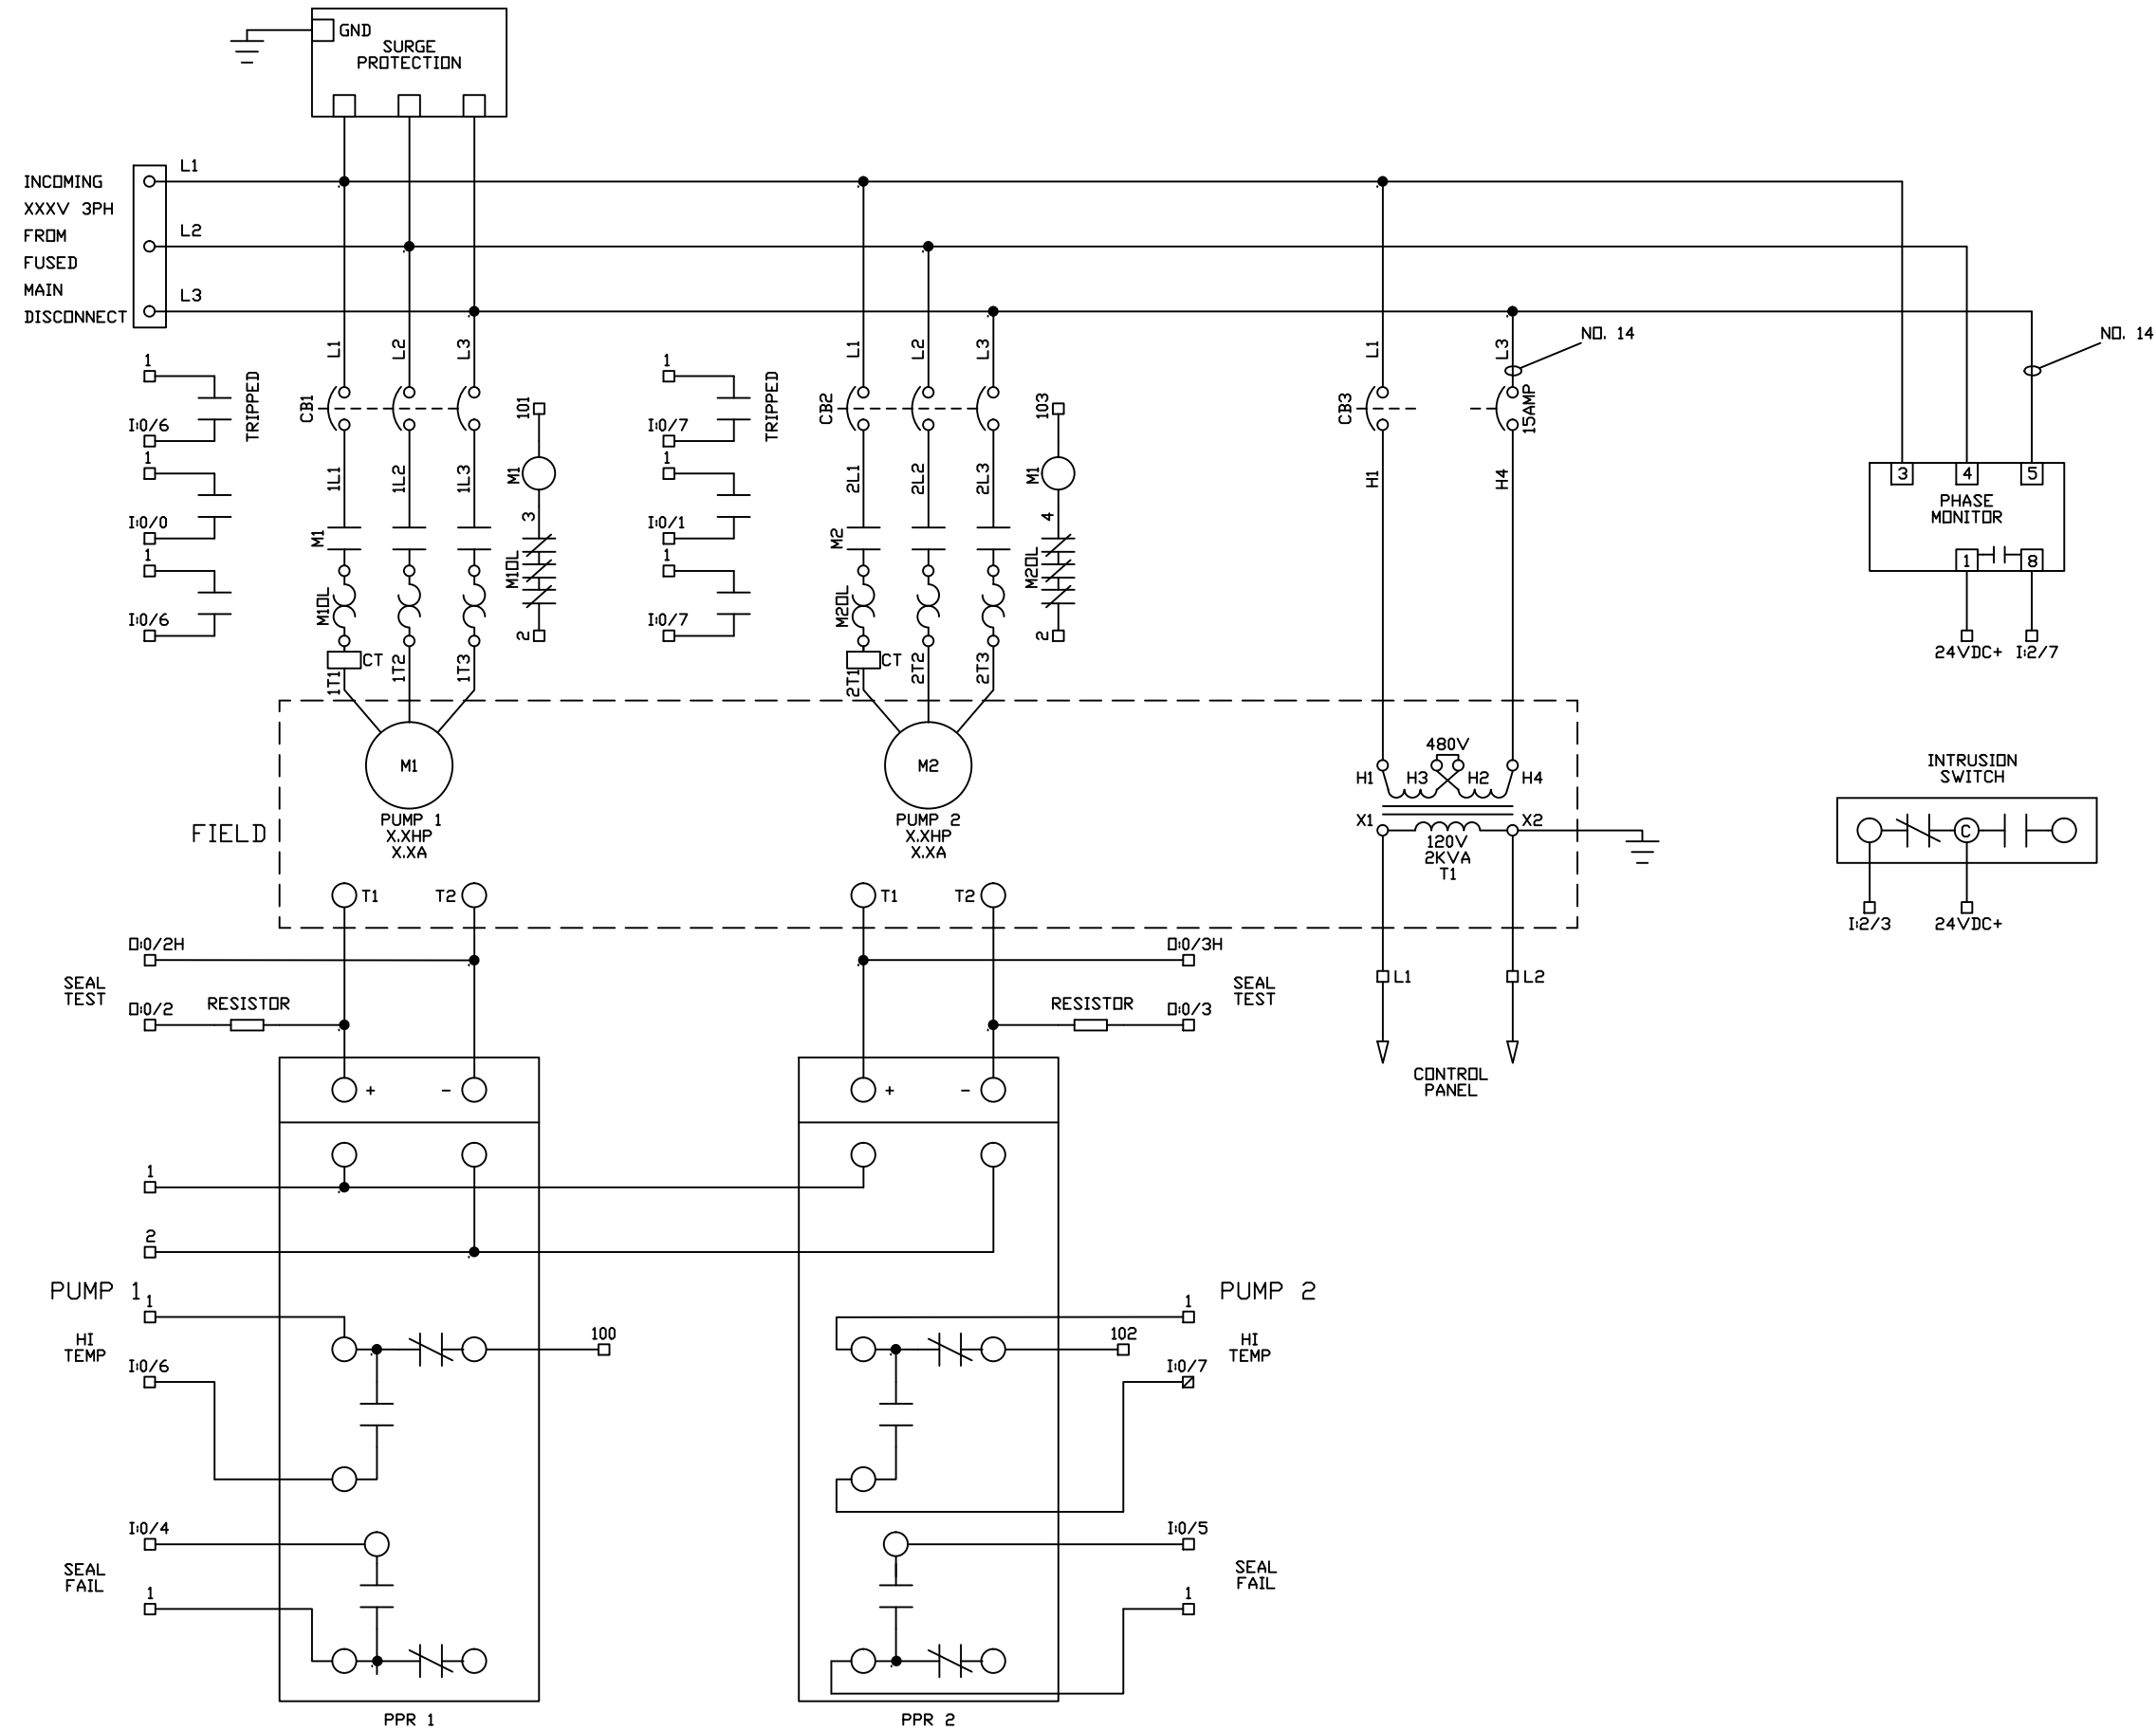 GND
SURGE
PROTECTION
INCOMING
XXXV 3PH
FROM
FUSED
MAIN
DISCONNECT
L1
L2
L3
1
I:0/6
TRIPPED
1
I:0/0
1
I:0/6
L1
L2
L3
CB1
1L1
1L2
1L3
M1
M1OL
CT
1T1
1T2
1T3
101
M1
3
M1OL
2
1
I:0/7
TRIPPED
1
I:0/1
1
I:0/7
L1
L2
L3
CB2
2L1
2L2
2L3
M2
M2OL
CT
2T1
2T2
2T3
103
M1
4
M2OL
2
L1
L3
NO. 14
CB3
15AMP
H1
H4
NO. 14
3
4
5
PHASE
MONITOR
1
8
24VDC+
I:2/7
FIELD
M1
PUMP 1
X.XHP
X.XA
M2
PUMP 2
X.XHP
X.XA
480V
H1
H3
H2
H4
X1
X2
120V
2KVA
T1
INTRUSION
SWITCH
C
I:2/3
24VDC+
T1
T2
T1
T2
O:0/2H
SEAL
TEST
O:0/2
RESISTOR
O:0/3H
SEAL
TEST
RESISTOR
O:0/3
L1
L2
CONTROL
PANEL
+
-
+
-
1
2
PUMP 1
1
HI
TEMP
I:0/6
100
I:0/4
SEAL
FAIL
1
PPR 1
PUMP 2
1
102
HI
TEMP
I:0/7
I:0/5
SEAL
FAIL
1
PPR 2